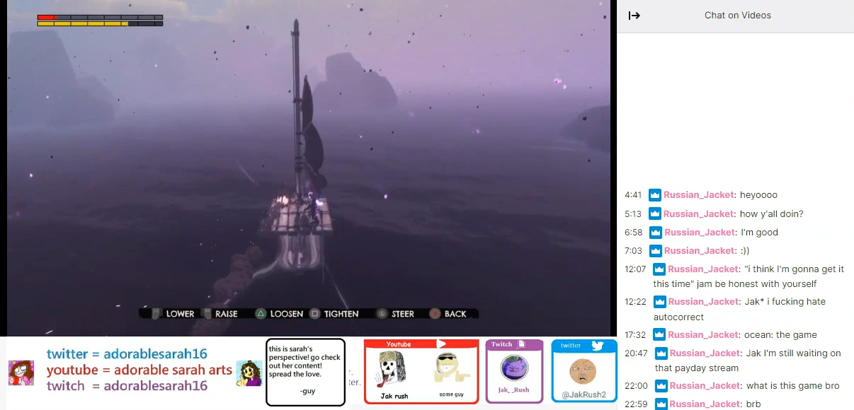 Chat on Videos
4:41 Russian_Jacket: heyoooo
5:13 Russian_Jacket: how y'all doin?
6:58 Russian_Jacket: I'm good
7:03 Russian_Jacket: :))
12:07 Russian_Jacket: "i think I'm gonna get it
this time" jam be honest with yourself
12:22 Russian_Jacket: Jak* i fucking hate
autocorrect
17:32 Russian_Jacket: ocean: the game
20:47 Russian_Jacket: Jak I'm still waiting on
that payday stream
22:00 Russian_Jacket: what is this game bro
22:59 Russian_Jacket: brb
LOWER RAISE LOOSEN TIGHTEN STEER BACK
twitter = adorablesarah16
youtube = adorable sarah arts
twitch = adorablesarah16
this is sarah's
perspective! go check
out her content!
spread the love.
-guy
ter.
Youtube
Jak rush
some guy
Twitch
Jak_Rush
twitter
@JakRush2